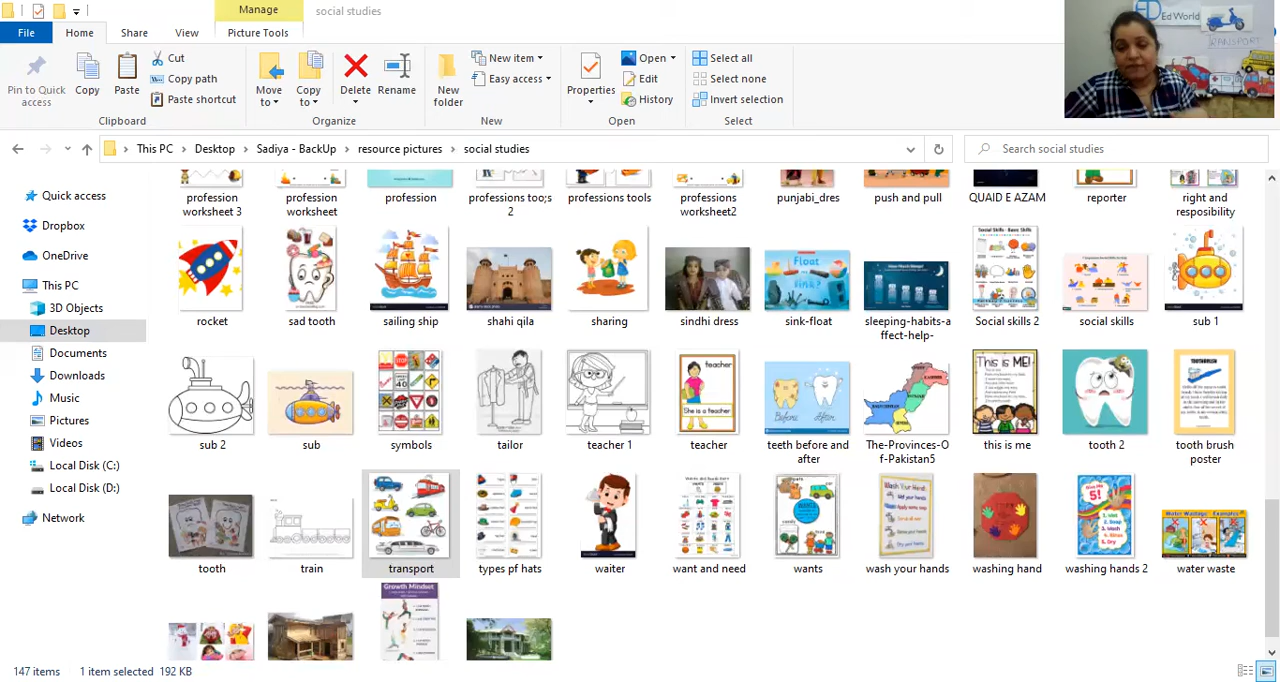 Manage
social studies
File
Home
Share
View
Picture Tools
Pin to Quick access
Copy
Paste
Cut
Copy path
Paste shortcut
Clipboard
Move to
Copy to
Delete
Rename
Organize
New folder
New item
Easy access
New
Properties
Open
Edit
History
Open
Select all
Select none
Invert selection
Select
Ed World
TRANSPORT
This PC
Desktop
Sadiya - BackUp
resource pictures
social studies
Search social studies
Quick access
Dropbox
OneDrive
This PC
3D Objects
Desktop
Documents
Downloads
Music
Pictures
Videos
Local Disk (C:)
Local Disk (D:)
Network
profession worksheet 3
profession worksheet
profession
professions too;s 2
professions tools
professions worksheet2
punjabi_dres
push and pull
QUAID E AZAM
reporter
right and resposibility
rocket
sad tooth
sailing ship
shahi qila
sharing
sindhi dress
sink-float
sleeping-habits-a
ffect-help-
Social skills 2
social skills
sub 1
sub 2
sub
symbols
tailor
teacher 1
teacher
teeth before and after
The-Provinces-O
f-Pakistan5
this is me
tooth 2
tooth brush poster
tooth
train
transport
types pf hats
waiter
want and need
wants
wash your hands
washing hand
washing hands 2
water waste
Float
Sink?
teacher
She is a teacher
Before
After
This is ME!
Growth Mindset
147 items
1 item selected 192 KB